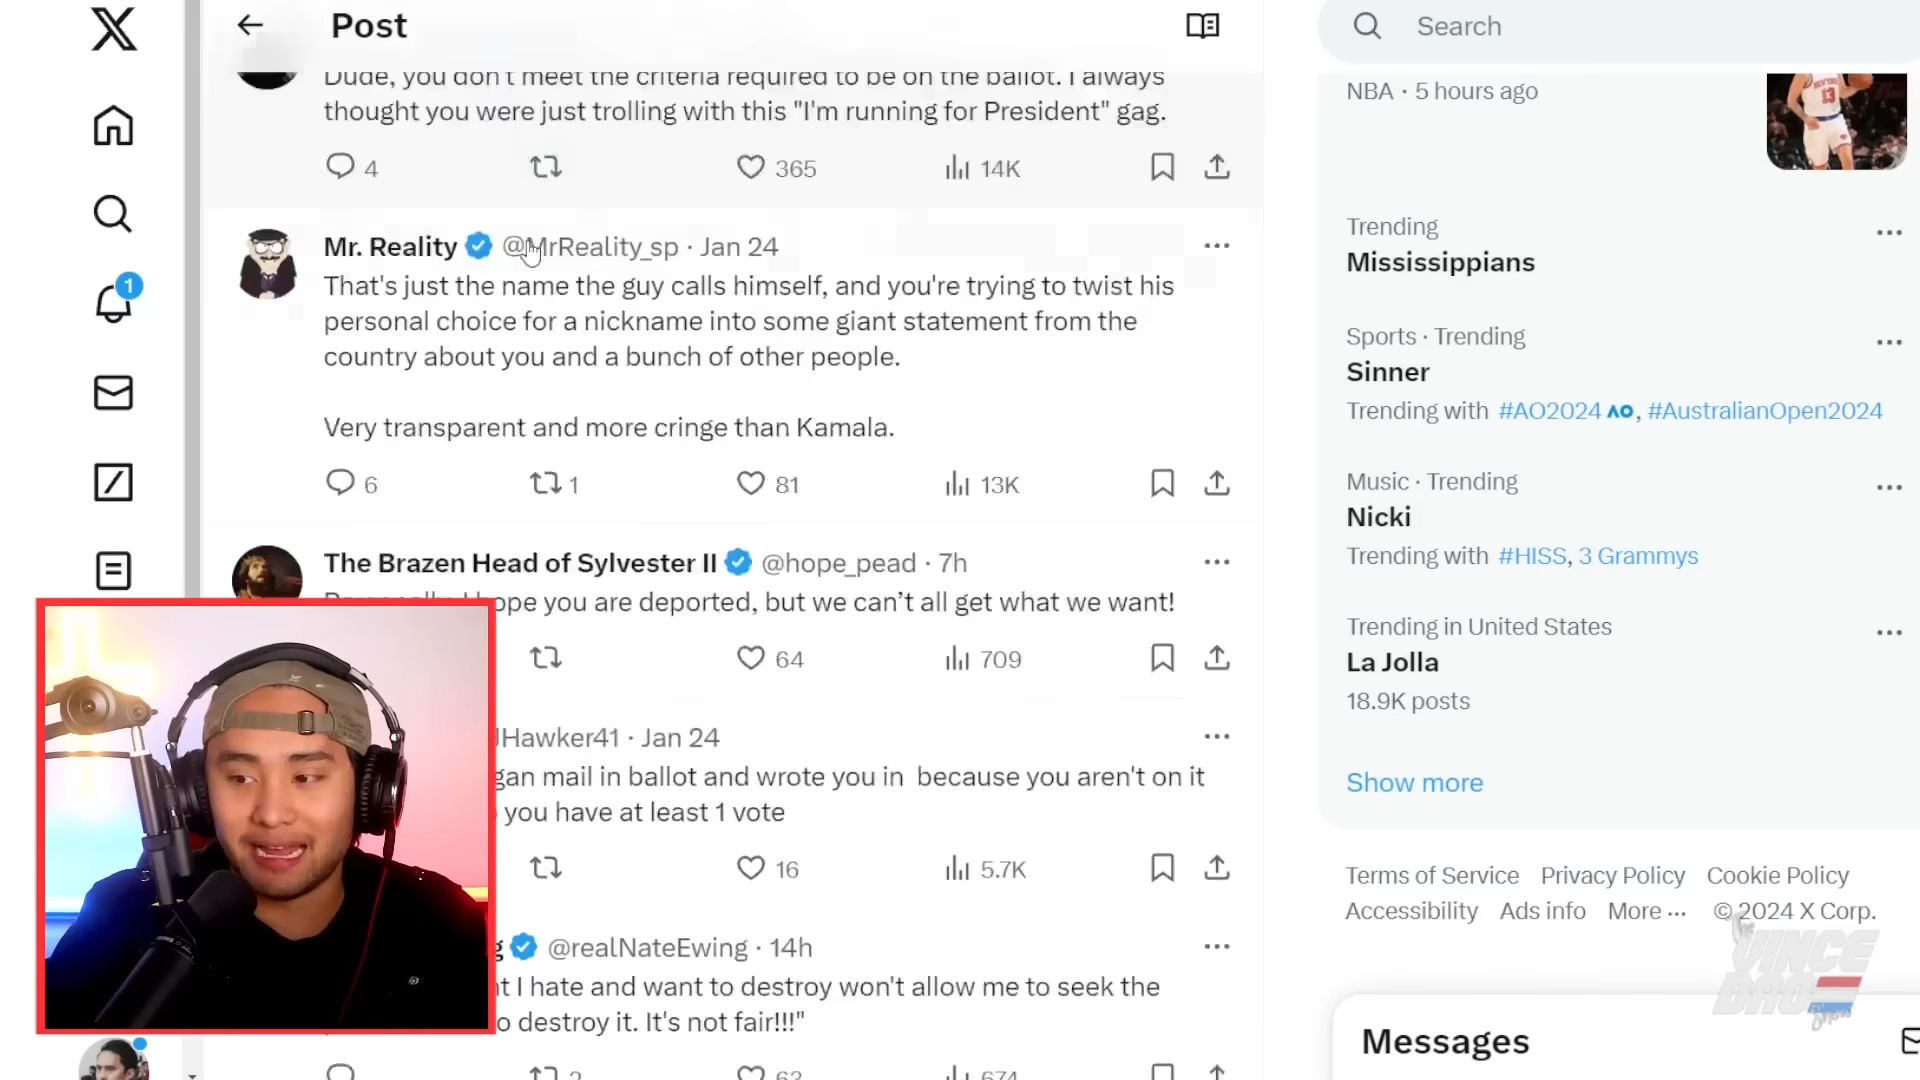 Post
Search
Dude, you don't meet the criteria required to be on the ballot. I always
thought you were just trolling with this "I'm running for President" gag.
4
365
14K
Mr. Reality @MrReality_sp · Jan 24
That's just the name the guy calls himself, and you're trying to twist his
personal choice for a nickname into some giant statement from the
country about you and a bunch of other people.
Very transparent and more cringe than Kamala.
6
1
81
13K
The Brazen Head of Sylvester II @hope_pead · 7h
hope you are deported, but we can’t all get what we want!
64
709
JHawker41 · Jan 24
gan mail in ballot and wrote you in because you aren't on it
you have at least 1 vote
16
5.7K
g @realNateEwing · 14h
nt I hate and want to destroy won't allow me to seek the
o destroy it. It's not fair!!!"
2
63
674
1
NBA · 5 hours ago
13
Trending
Mississippians
Sports · Trending
Sinner
Trending with #AO2024 AO, #AustralianOpen2024
Music · Trending
Nicki
Trending with #HISS, 3 Grammys
Trending in United States
La Jolla
18.9K posts
Show more
Terms of Service Privacy Policy Cookie Policy
Accessibility Ads info More ··· © 2024 X Corp.
The
VINCE
DAO
Show
Messages